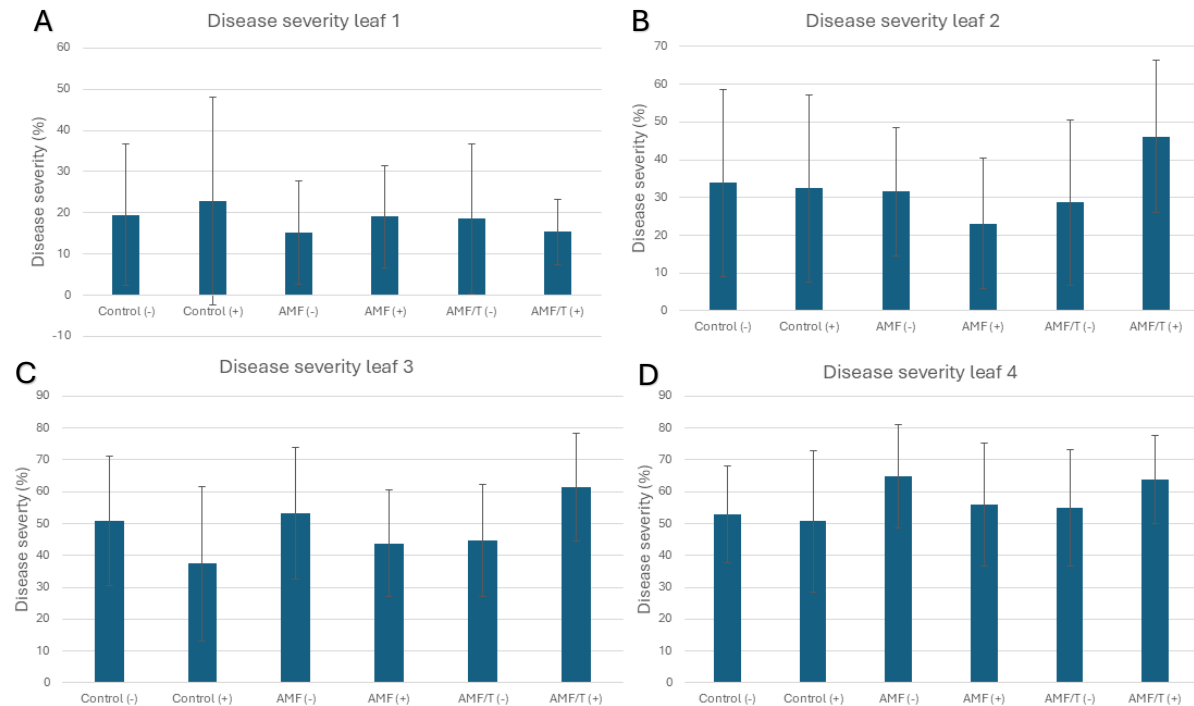 A
Disease severity leaf 1
Disease severity (%)
60
50
40
30
20
10
0
-10
Control (-) Control (+) AMF (-) AMF (+) AMF/T (-) AMF/T (+)
B
Disease severity leaf 2
Disease severity (%)
70
60
50
40
30
20
10
0
Control (-) Control (+) AMF (-) AMF (+) AMF/T (-) AMF/T (+)
C
Disease severity leaf 3
Disease severity (%)
90
80
70
60
50
40
30
20
10
0
Control (-) Control (+) AMF (-) AMF (+) AMF/T (-) AMF/T (+)
D
Disease severity leaf 4
Disease severity (%)
90
80
70
60
50
40
30
20
10
0
Control (-) Control (+) AMF (-) AMF (+) AMF/T (-) AMF/T (+)